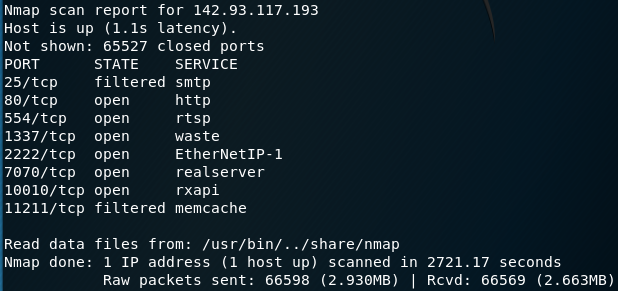 Nmap scan report for 142.93.117.193
Host is up (1.1s latency).
Not shown: 65527 closed ports
PORT      STATE    SERVICE
25/tcp    filtered smtp
80/tcp    open     http
554/tcp   open     rtsp
1337/tcp  open     waste
2222/tcp  open     EtherNetIP-1
7070/tcp  open     realserver
10010/tcp open     rxapi
11211/tcp filtered memcache

Read data files from: /usr/bin/../share/nmap
Nmap done: 1 IP address (1 host up) scanned in 2721.17 seconds
           Raw packets sent: 66598 (2.930MB) | Rcvd: 66569 (2.663MB)